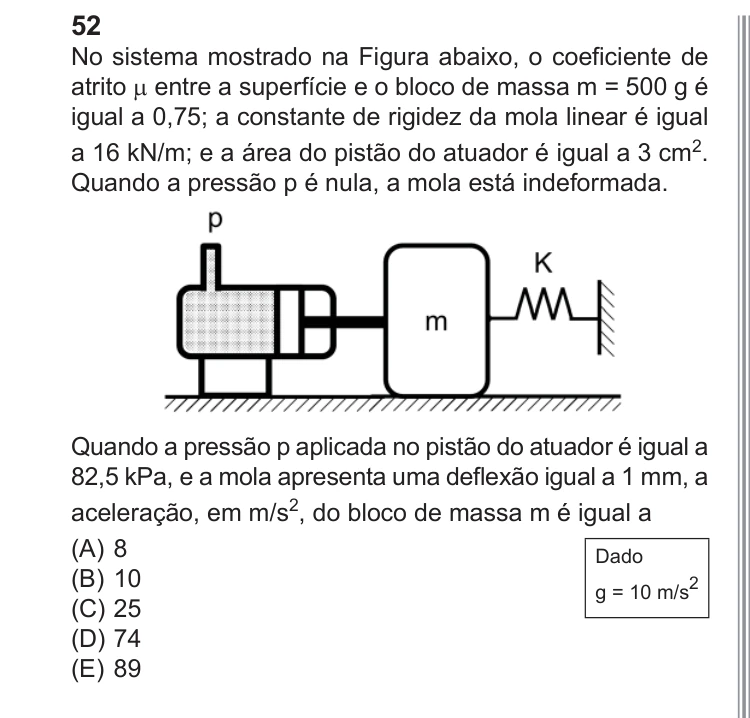 52
No sistema mostrado na Figura abaixo, o coeficiente de
atrito μ entre a superfície e o bloco de massa m = 500 g é
igual a 0,75; a constante de rigidez da mola linear é igual
a 16 kN/m; e a área do pistão do atuador é igual a 3 cm².
Quando a pressão p é nula, a mola está indeformada.
p
K
m
Quando a pressão p aplicada no pistão do atuador é igual a
82,5 kPa, e a mola apresenta uma deflexão igual a 1 mm, a
aceleração, em m/s², do bloco de massa m é igual a
(A) 8
(B) 10
(C) 25
(D) 74
(E) 89
Dado
g = 10 m/s²